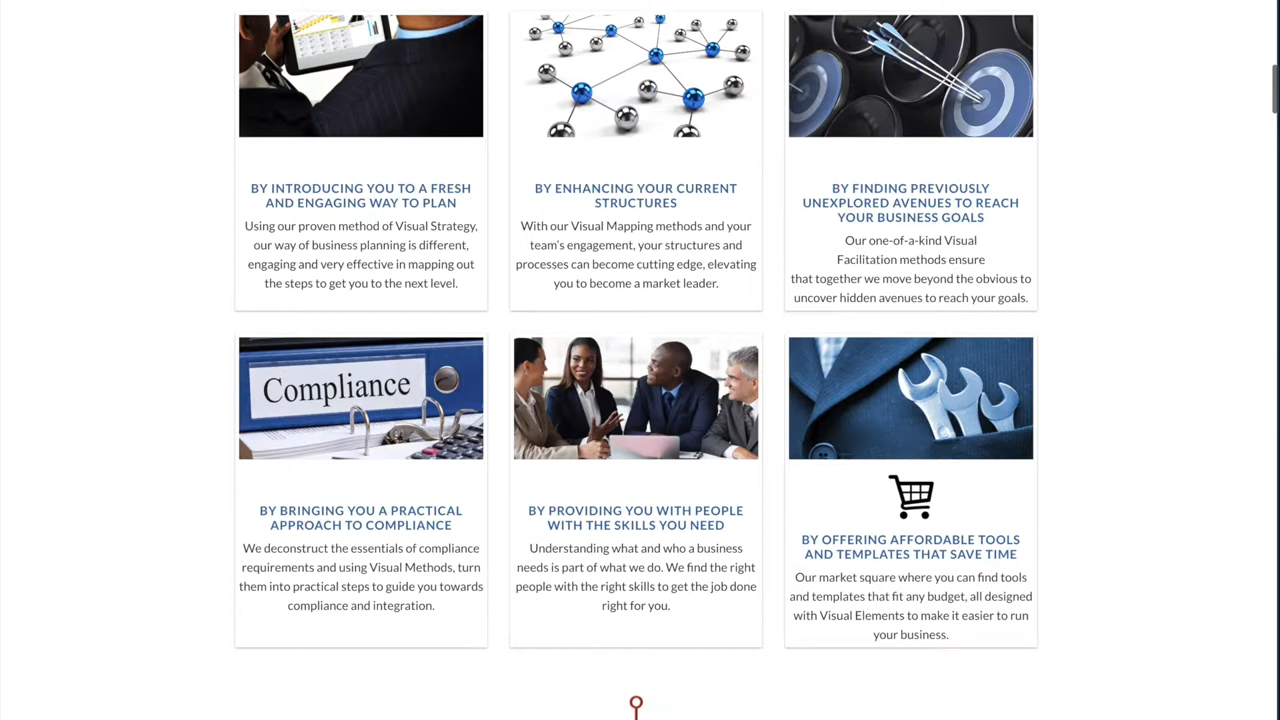 BY INTRODUCING YOU TO A FRESH
AND ENGAGING WAY TO PLAN
Using our proven method of Visual Strategy,
our way of business planning is different,
engaging and very effective in mapping out
the steps to get you to the next level.
BY ENHANCING YOUR CURRENT
STRUCTURES
With our Visual Mapping methods and your
team's engagement, your structures and
processes can become cutting edge, elevating
you to become a market leader.
BY FINDING PREVIOUSLY
UNEXPLORED AVENUES TO REACH
YOUR BUSINESS GOALS
Our one-of-a-kind Visual
Facilitation methods ensure
that together we move beyond the obvious to
uncover hidden avenues to reach your goals.
Compliance
BY BRINGING YOU A PRACTICAL
APPROACH TO COMPLIANCE
We deconstruct the essentials of compliance
requirements and using Visual Methods, turn
them into practical steps to guide you towards
compliance and integration.
BY PROVIDING YOU WITH PEOPLE
WITH THE SKILLS YOU NEED
Understanding what and who a business
needs is part of what we do. We find the right
people with the right skills to get the job done
right for you.
BY OFFERING AFFORDABLE TOOLS
AND TEMPLATES THAT SAVE TIME
Our market square where you can find tools
and templates that fit any budget, all designed
with Visual Elements to make it easier to run
your business.